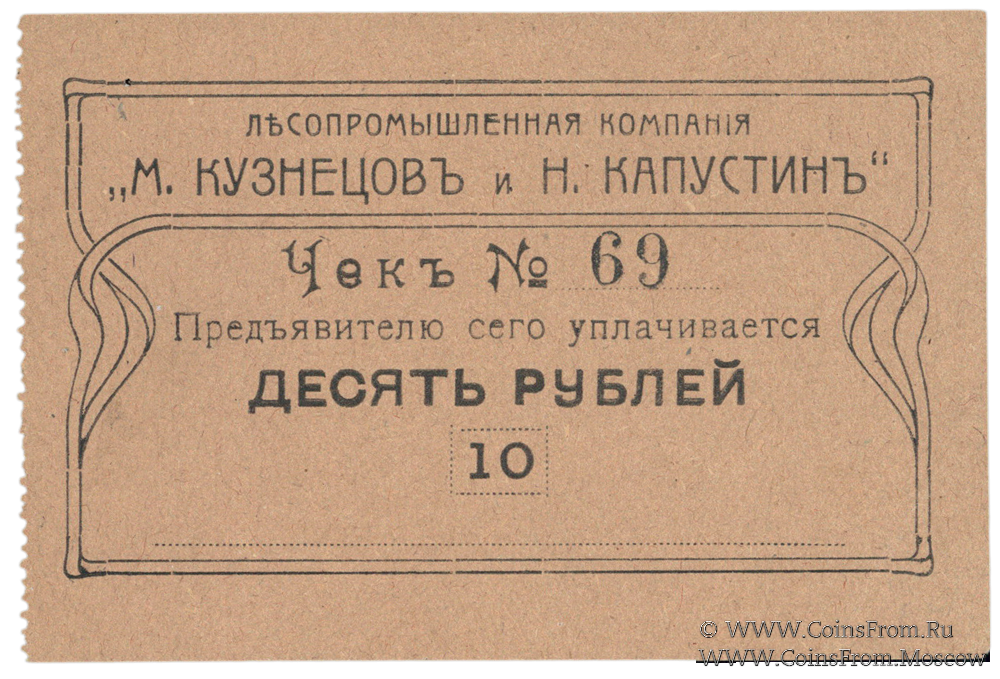 ЛѢСОПРОМЫШЛЕННАЯ КОМПАНІЯ
„М. КУЗНЕЦОВЪ и Н. КАПУСТИНЪ“
Чекъ № 69
Предъявителю сего уплачивается
ДЕСЯТЬ РУБЛЕЙ
10
© WWW.CoinsFrom.Ru
WWW.CoinsFrom.Moscow